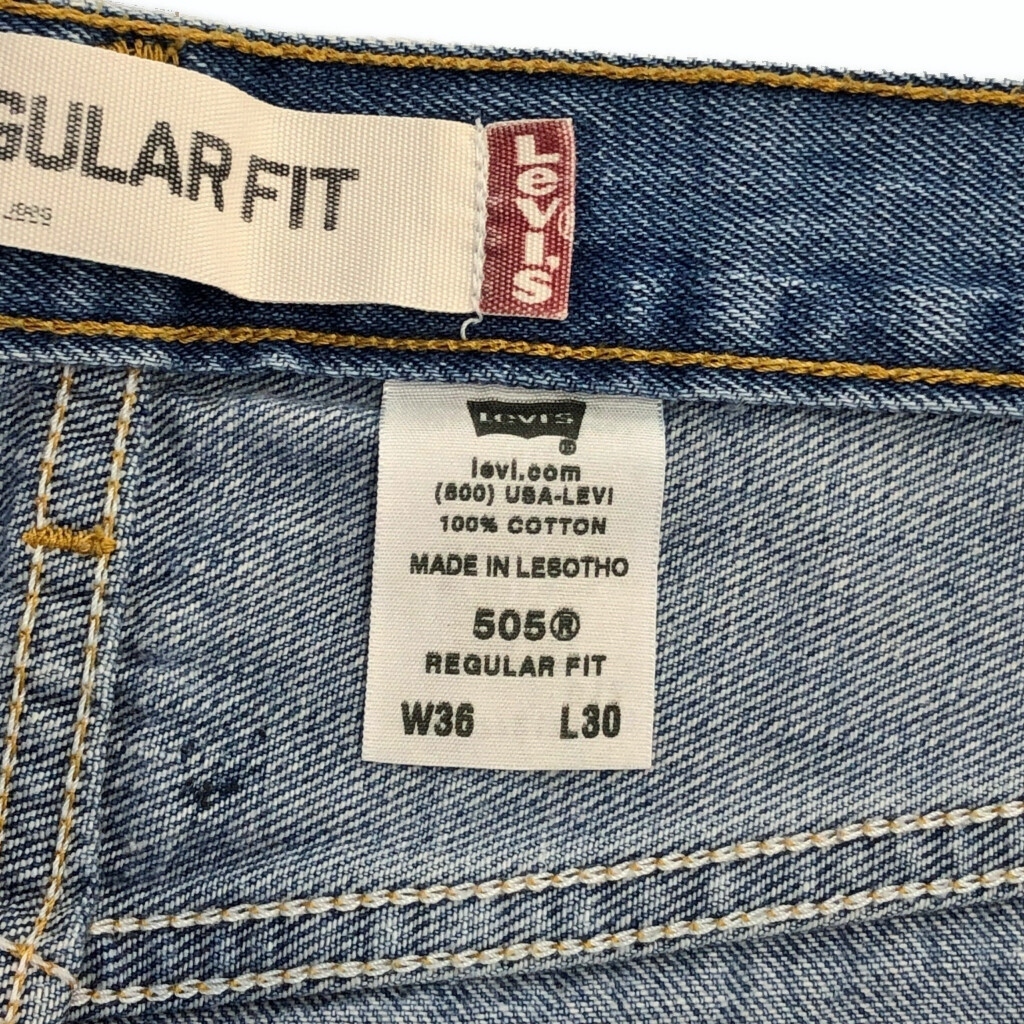 GULAR FIT
LEVI'S
LEVI'S
levi.com
(800) USA-LEVI
100% COTTON
MADE IN LESOTHO
505®
REGULAR FIT
W36 L30